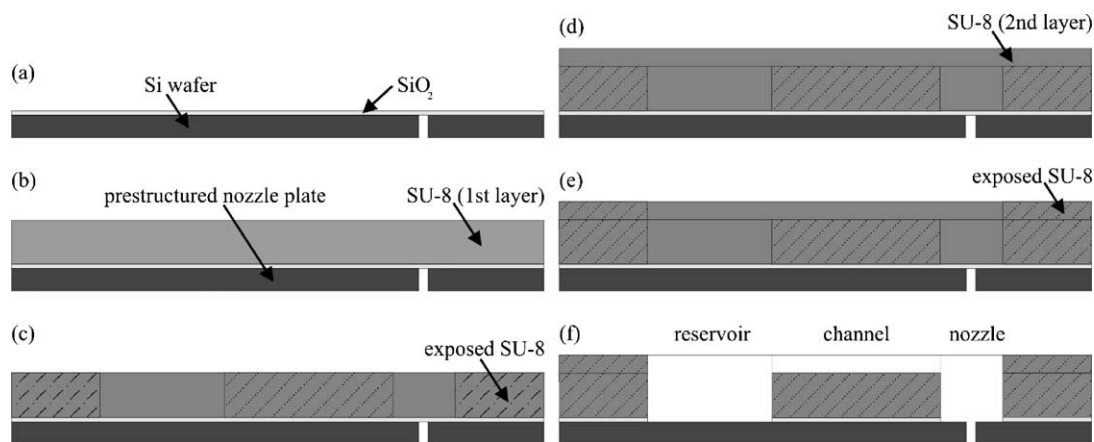 (a)
Si wafer
SiO₂
(b)
prestructured nozzle plate
SU-8 (1st layer)
(c)
exposed SU-8
(d)
SU-8 (2nd layer)
(e)
exposed SU-8
(f)
reservoir
channel
nozzle